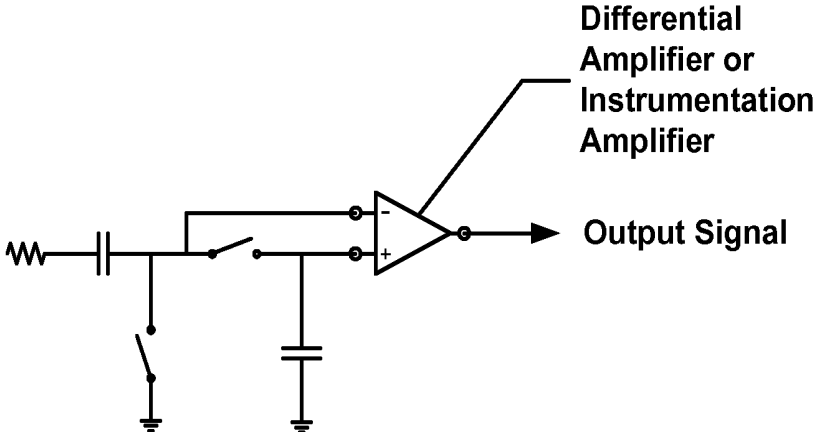 Differential
Amplifier or
Instrumentation
Amplifier
-
+
Output Signal